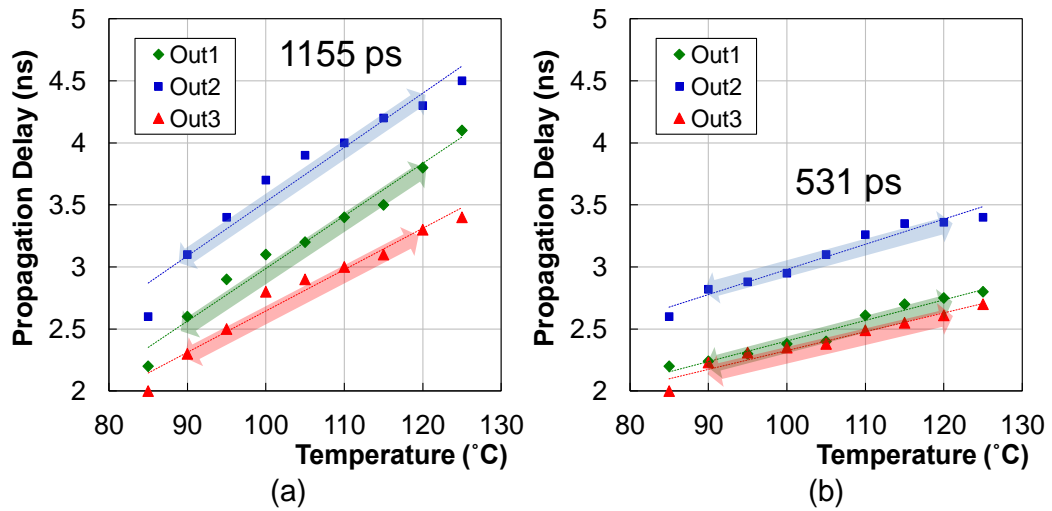 Propagation Delay (ns)
5
4.5
4
3.5
3
2.5
2
Out1
Out2
Out3
1155 ps
80
90
100
110
120
130
Temperature (˚C)
(a)
Propagation Delay (ns)
5
4.5
4
3.5
3
2.5
2
Out1
Out2
Out3
531 ps
80
90
100
110
120
130
Temperature (˚C)
(b)